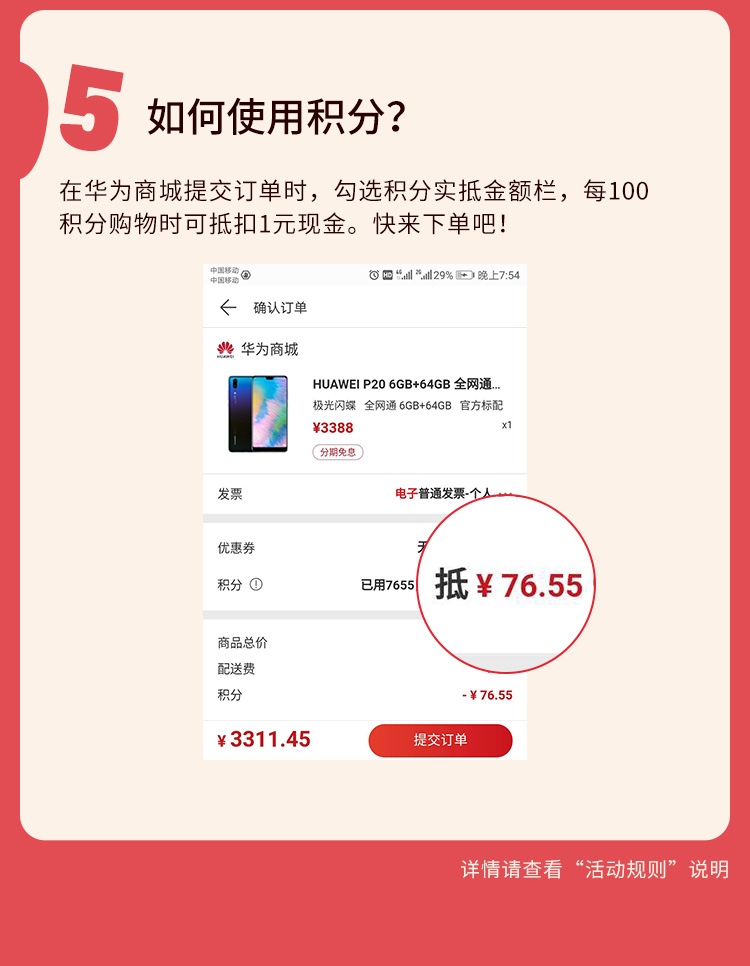 5 如何使用积分？
在华为商城提交订单时，勾选积分实抵金额栏，每100
积分购物时可抵扣1元现金。快来下单吧！
中国移动
中国移动
HD 4G 2G 29% 晚上7:54
← 确认订单
HUAWEI 华为商城
HUAWEI P20 6GB+64GB 全网通...
极光闪蝶 全网通 6GB+64GB 官方标配
¥3388 x1
分期免息
发票 电子普通发票-个人
优惠券
积分 已用7655
抵 ¥ 76.55
商品总价
配送费
积分 - ¥ 76.55
¥ 3311.45 提交订单
详情请查看“活动规则”说明